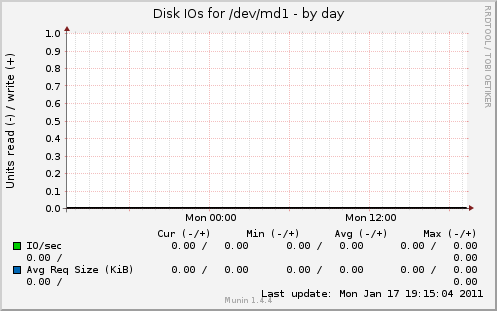 Disk IOs for /dev/md1 - by day
RRDTOOL / TOBI OETIKER
Units read (-) / write (+)
1.0
0.9
0.8
0.7
0.6
0.5
0.4
0.3
0.2
0.1
0.0
Mon 00:00 Mon 12:00
Cur (-/+) Min (-/+) Avg (-/+) Max (-/+)
IO/sec 0.00 / 0.00 0.00 / 0.00 0.00 / 0.00
0.00 / 0.00
Avg Req Size (KiB) 0.00 / 0.00 0.00 / 0.00 0.00 / 0.00
0.00 / 0.00
Last update: Mon Jan 17 19:15:04 2011
Munin 1.4.4